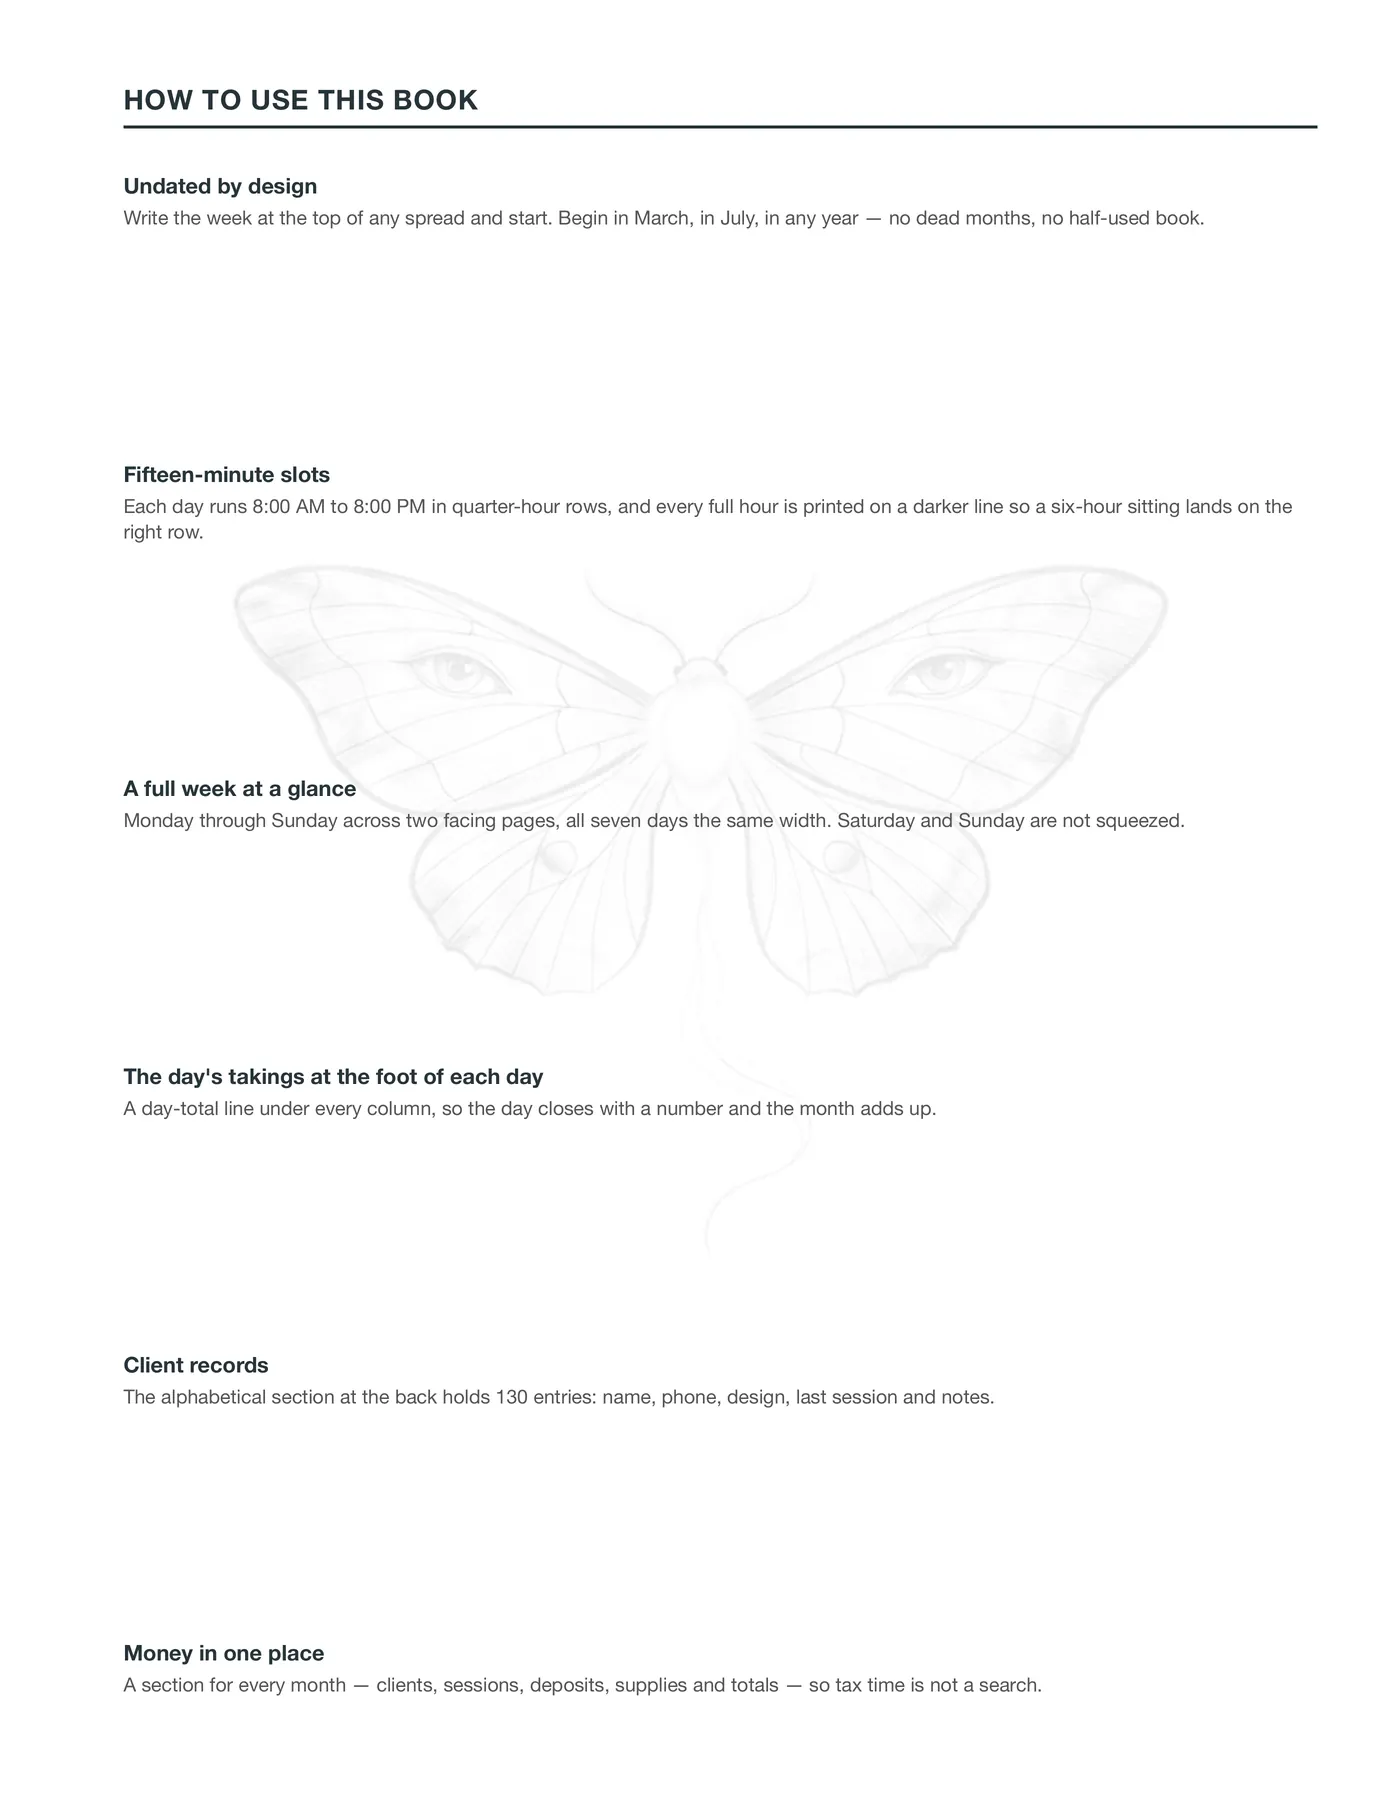 HOW TO USE THIS BOOK
Undated by design
Write the week at the top of any spread and start. Begin in March, in July, in any year — no dead months, no half-used book.
Fifteen-minute slots
Each day runs 8:00 AM to 8:00 PM in quarter-hour rows, and every full hour is printed on a darker line so a six-hour sitting lands on the
right row.
A full week at a glance
Monday through Sunday across two facing pages, all seven days the same width. Saturday and Sunday are not squeezed.
The day's takings at the foot of each day
A day-total line under every column, so the day closes with a number and the month adds up.
Client records
The alphabetical section at the back holds 130 entries: name, phone, design, last session and notes.
Money in one place
A section for every month — clients, sessions, deposits, supplies and totals — so tax time is not a search.